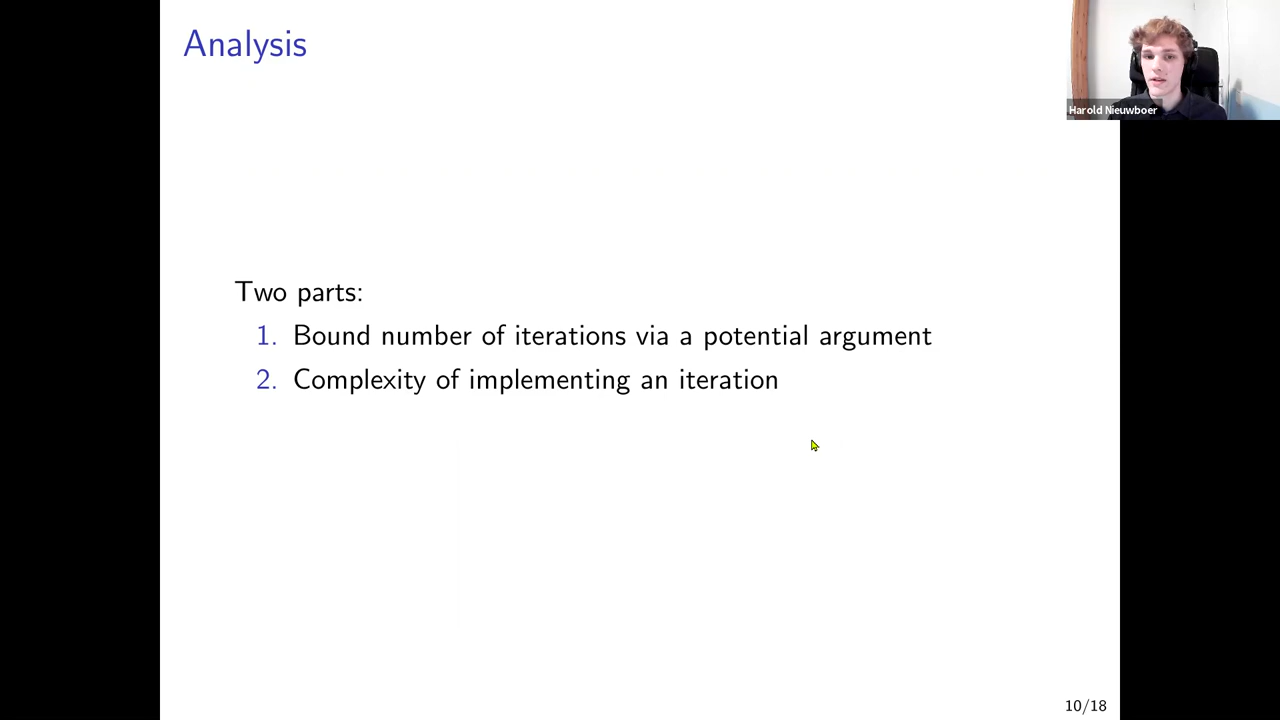 Analysis
Harold Nieuwboer
Two parts:
1. Bound number of iterations via a potential argument
2. Complexity of implementing an iteration
10/18